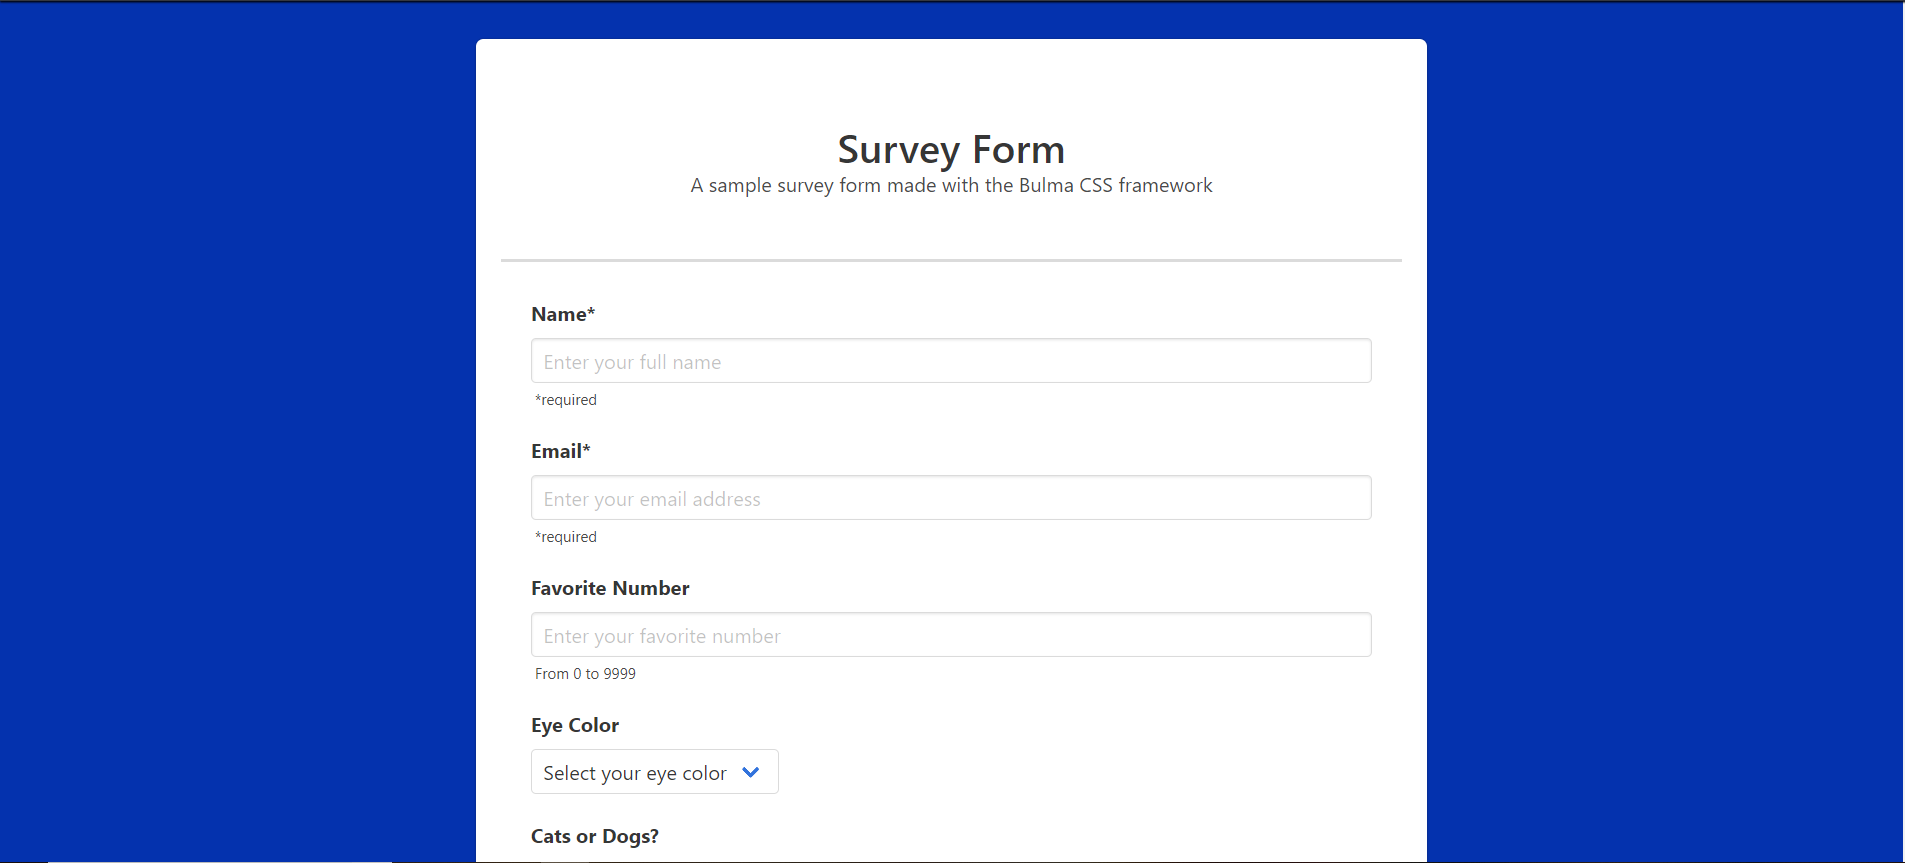 Survey Form
A sample survey form made with the Bulma CSS framework
Name*
Enter your full name
*required
Email*
Enter your email address
*required
Favorite Number
Enter your favorite number
From 0 to 9999
Eye Color
Select your eye color
Cats or Dogs?